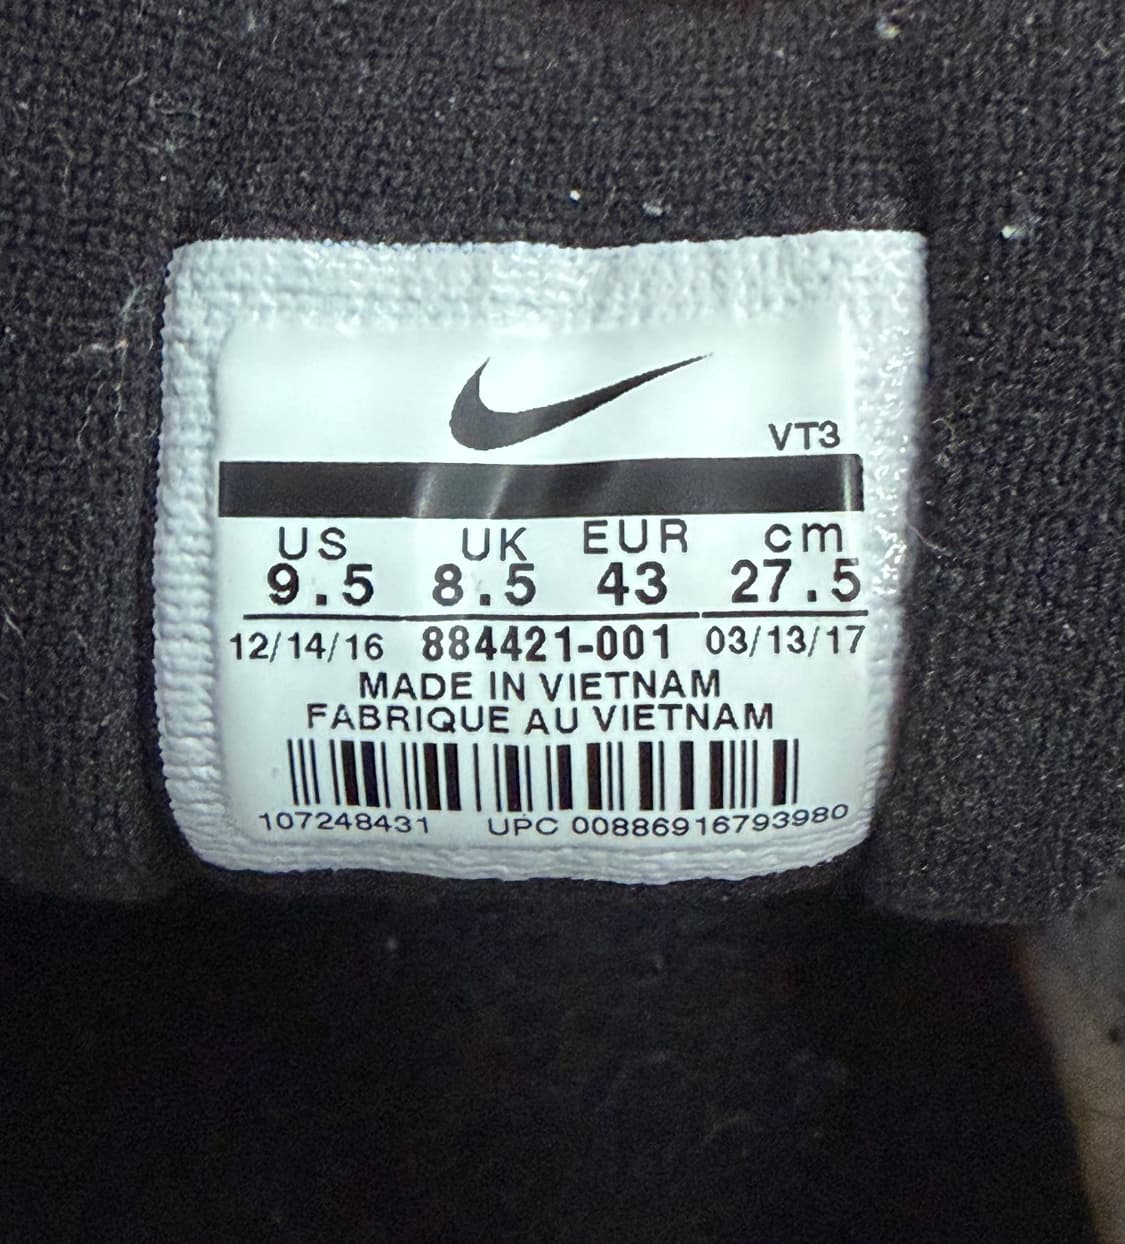 VT3
US UK EUR cm
9.5 8.5 43 27.5
12/14/16 884421-001 03/13/17
MADE IN VIETNAM
FABRIQUE AU VIETNAM
107248431 UPC 00886916793980